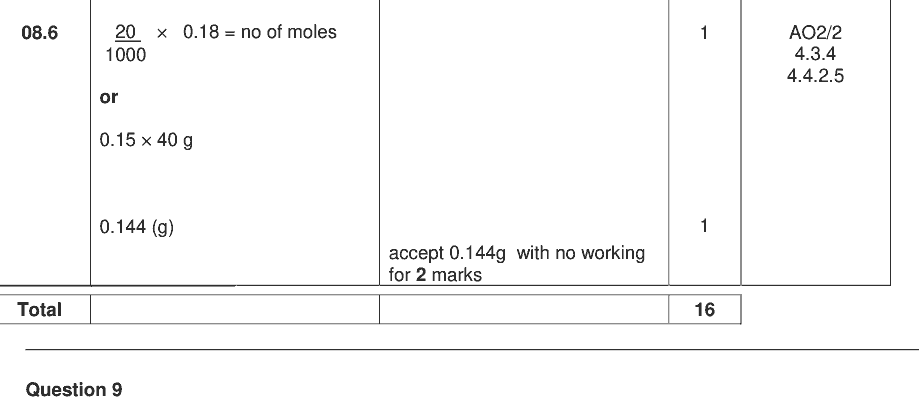 08.6
20 × 0.18 = no of moles
1000
or
0.15 × 40 g
0.144 (g)
accept 0.144g with no working
for 2 marks
1
1
AO2/2
4.3.4
4.4.2.5
Total
16
Question 9